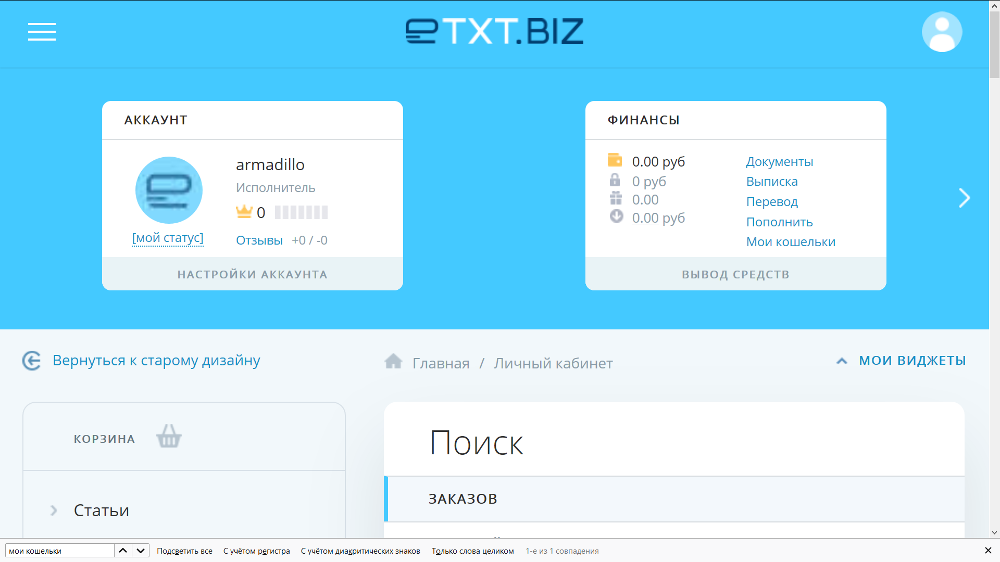 eTXT.BIZ
АККАУНТ
armadillo
Исполнитель
0
[мой статус]
Отзывы +0 / -0
НАСТРОЙКИ АККАУНТА
ФИНАНСЫ
0.00 руб
0 руб
0.00
0.00 руб
Документы
Выписка
Перевод
Пополнить
Мои кошельки
ВЫВОД СРЕДСТВ
Вернуться к старому дизайну
Главная / Личный кабинет
МОИ ВИДЖЕТЫ
КОРЗИНА
Статьи
Поиск
ЗАКАЗОВ
мои кошельки
Подсветить все
С учётом регистра
С учётом диакритических знаков
Только слова целиком
1-е из 1 совпадения